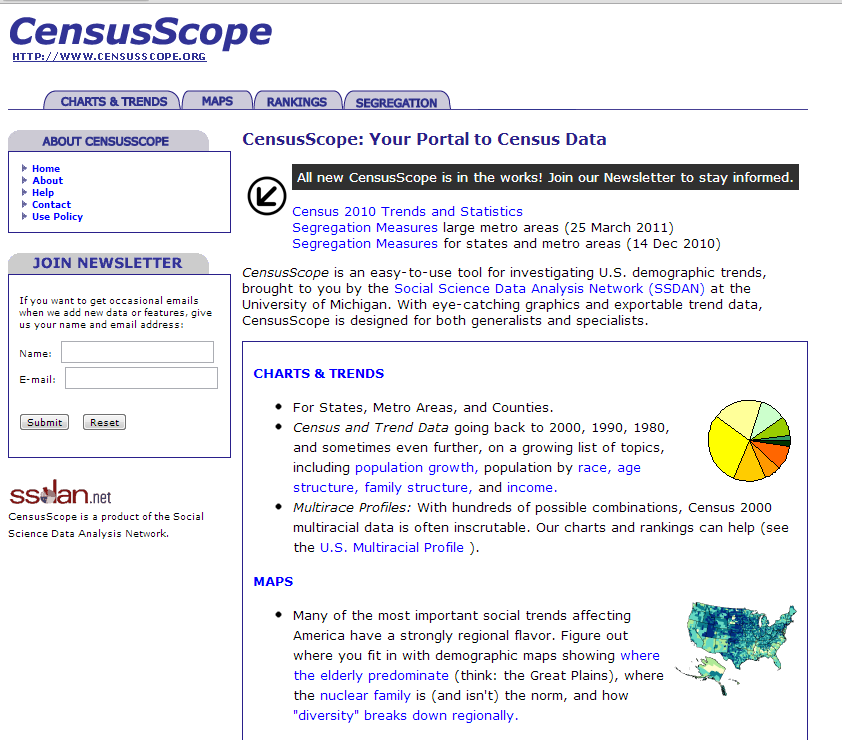 CensusScope
HTTP://WWW.CENSUSSCOPE.ORG
CHARTS & TRENDS
MAPS
RANKINGS
SEGREGATION
ABOUT CENSUSSCOPE
Home
About
Help
Contact
Use Policy
JOIN NEWSLETTER
If you want to get occasional emails
when we add new data or features, give
us your name and email address:
Name:
E-mail:
Submit
Reset
ssdan.net
CensusScope is a product of the Social
Science Data Analysis Network.
CensusScope: Your Portal to Census Data
All new CensusScope is in the works! Join our Newsletter to stay informed.
Census 2010 Trends and Statistics
Segregation Measures large metro areas (25 March 2011)
Segregation Measures for states and metro areas (14 Dec 2010)
CensusScope is an easy-to-use tool for investigating U.S. demographic trends,
brought to you by the Social Science Data Analysis Network (SSDAN) at the
University of Michigan. With eye-catching graphics and exportable trend data,
CensusScope is designed for both generalists and specialists.
CHARTS & TRENDS
For States, Metro Areas, and Counties.
Census and Trend Data going back to 2000, 1990, 1980,
and sometimes even further, on a growing list of topics,
including population growth, population by race, age
structure, family structure, and income.
Multirace Profiles: With hundreds of possible combinations, Census 2000
multiracial data is often inscrutable. Our charts and rankings can help (see
the U.S. Multiracial Profile ).
MAPS
Many of the most important social trends affecting
America have a strongly regional flavor. Figure out
where you fit in with demographic maps showing where
the elderly predominate (think: the Great Plains), where
the nuclear family is (and isn't) the norm, and how
"diversity" breaks down regionally.